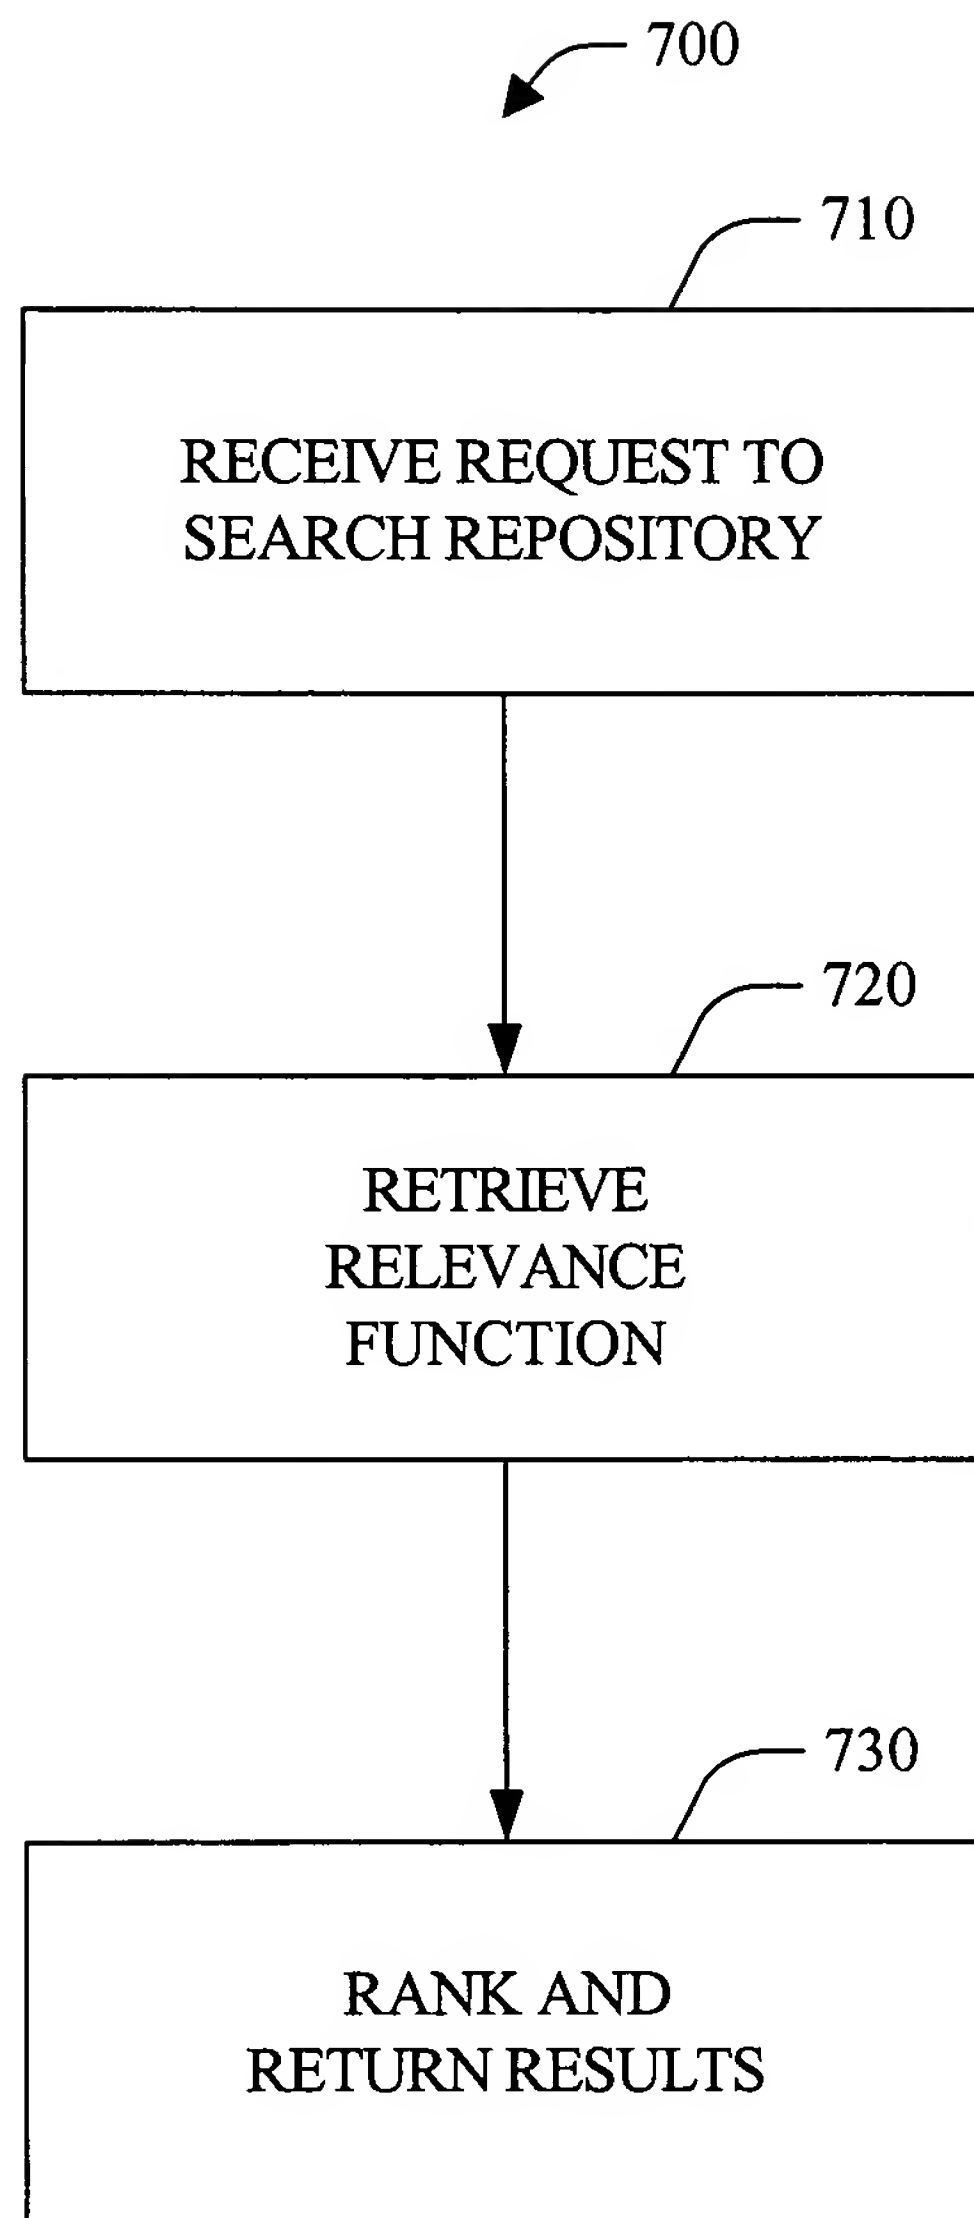 700
710
RECEIVE REQUEST TO
SEARCH REPOSITORY
720
RETRIEVE
RELEVANCE
FUNCTION
730
RANK AND
RETURN RESULTS